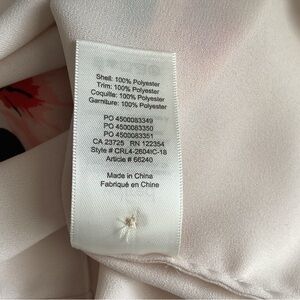 Shell: 100% Polyester
Trim: 100% Polyester
Coquille: 100% Polyester
Garniture: 100% Polyester
PO 4500083349
PO 4500083350
PO 4500083351
CA 23725 RN 122354
Style # CRL4-2604IC-18
Article # 66240
Made in China
Fabriqué en Chine